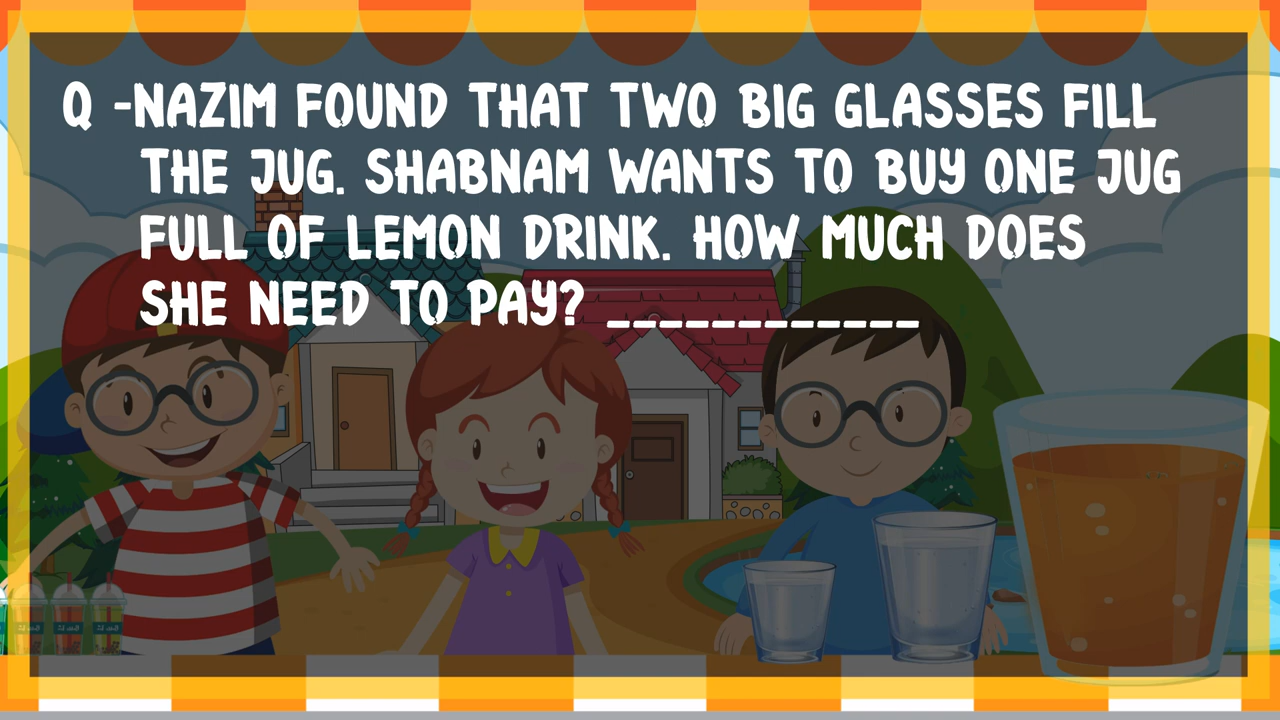 Q -NAZIM FOUND THAT TWO BIG GLASSES FILL
THE JUG. SHABNAM WANTS TO BUY ONE JUG
FULL OF LEMON DRINK. HOW MUCH DOES
SHE NEED TO PAY? ____________